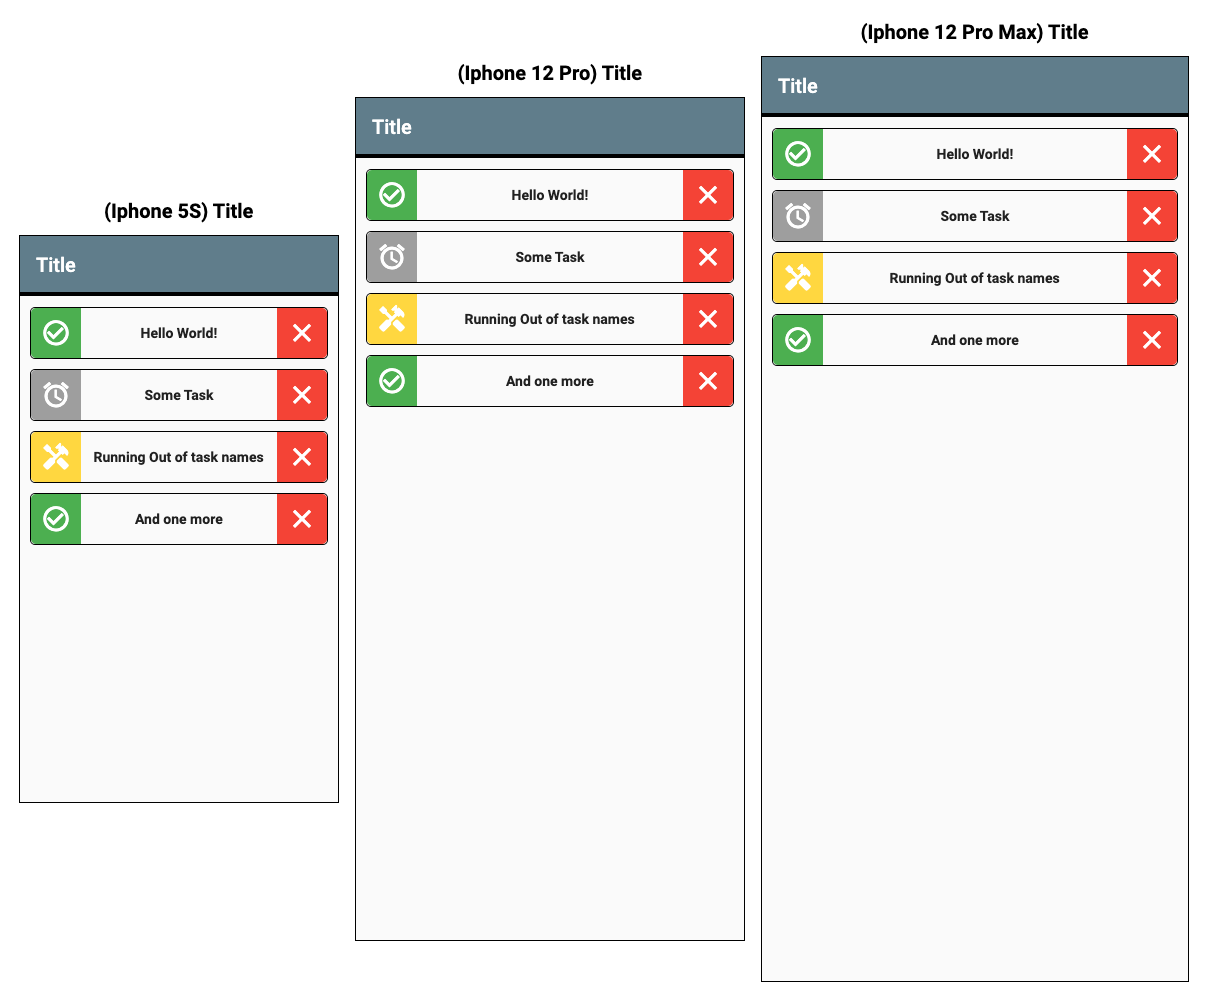 (Iphone 5S) Title
Title
Hello World!
Some Task
Running Out of task names
And one more
(Iphone 12 Pro) Title
Title
Hello World!
Some Task
Running Out of task names
And one more
(Iphone 12 Pro Max) Title
Title
Hello World!
Some Task
Running Out of task names
And one more